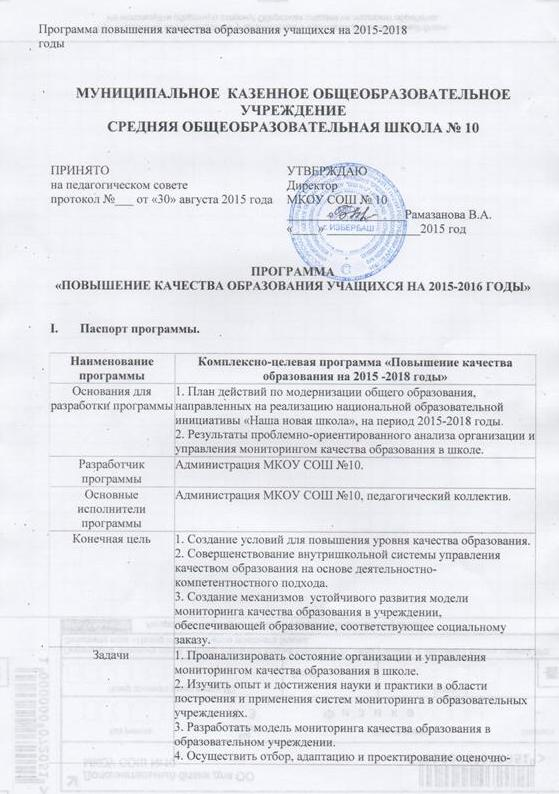 Программа повышения качества образования учащихся на 2015-2018
годы
МУНИЦИПАЛЬНОЕ КАЗЕННОЕ ОБЩЕОБРАЗОВАТЕЛЬНОЕ
УЧРЕЖДЕНИЕ
СРЕДНЯЯ ОБЩЕОБРАЗОВАТЕЛЬНАЯ ШКОЛА № 10
ПРИНЯТО
на педагогическом совете
протокол №___ от «30» августа 2015 года
УТВЕРЖДАЮ
Директор
МКОУ СОШ № 10
Рамазанова В.А.
«____» ______________2015 год
г. ИЗБЕРБАШ
ПРОГРАММА
«ПОВЫШЕНИЕ КАЧЕСТВА ОБРАЗОВАНИЯ УЧАЩИХСЯ НА 2015-2016 ГОДЫ»
I. Паспорт программы.
Наименование
программы
Комплексно-целевая программа «Повышение качества
образования на 2015 -2018 годы»
Основания для
разработки программы
1. План действий по модернизации общего образования,
направленных на реализацию национальной образовательной
инициативы «Наша новая школа», на период 2015-2018 годы.
2. Результаты проблемно-ориентированного анализа организации и
управления мониторингом качества образования в школе.
Разработчик
программы
Администрация МКОУ СОШ №10.
Основные
исполнители
программы
Администрация МКОУ СОШ №10, педагогический коллектив.
Конечная цель
1. Создание условий для повышения уровня качества образования.
2. Совершенствование внутришкольной системы управления
качеством образования на основе деятельностно-
компетентностного подхода.
3. Создание механизмов устойчивого развития модели
мониторинга качества образования в учреждении,
обеспечивающей образование, соответствующее социальному
заказу.
Задачи
1. Проанализировать состояние организации и управления
мониторингом качества образования в школе.
2. Изучить опыт и достижения науки и практики в области
построения и применения систем мониторинга в образовательных
учреждениях.
3. Разработать модель мониторинга качества образования в
образовательном учреждении.
4. Осуществить отбор, адаптацию и проектирование оценочно-